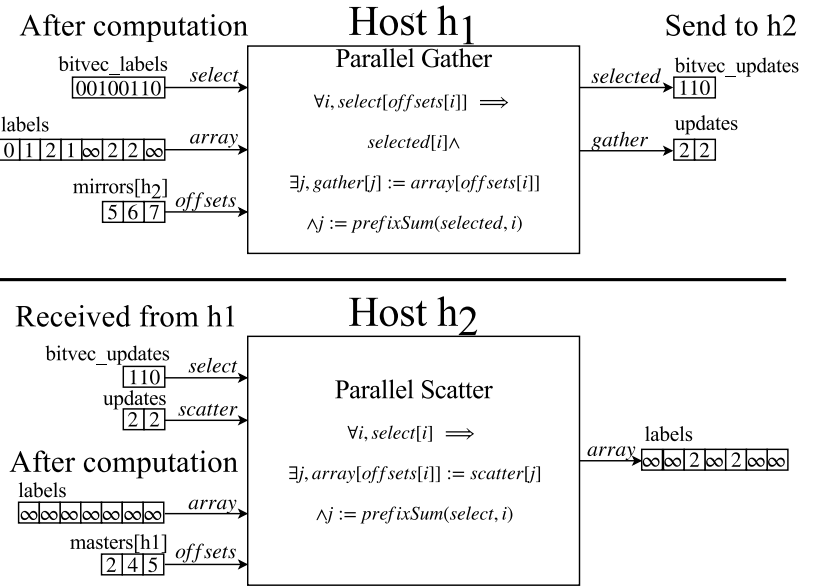 After computation
Host h1
Send to h2
bitvec_labels
select
00100110
labels
array
0 1 2 1 ∞ 2 2 ∞
mirrors[h2]
offsets
5 6 7
Parallel Gather
∀i, select[offsets[i]] ⟹
selected[i]∧
∃j, gather[j] := array[offsets[i]]
∧j := prefixSum(selected, i)
selected
bitvec_updates
110
gather
updates
2 2
Received from h1
Host h2
bitvec_updates
select
110
updates
scatter
2 2
After computation
labels
array
∞ ∞ ∞ ∞ ∞ ∞ ∞
masters[h1]
offsets
2 4 5
Parallel Scatter
∀i, select[i] ⟹
∃j, array[offsets[i]] := scatter[j]
∧j := prefixSum(select, i)
array
labels
∞ ∞ 2 ∞ 2 ∞ ∞